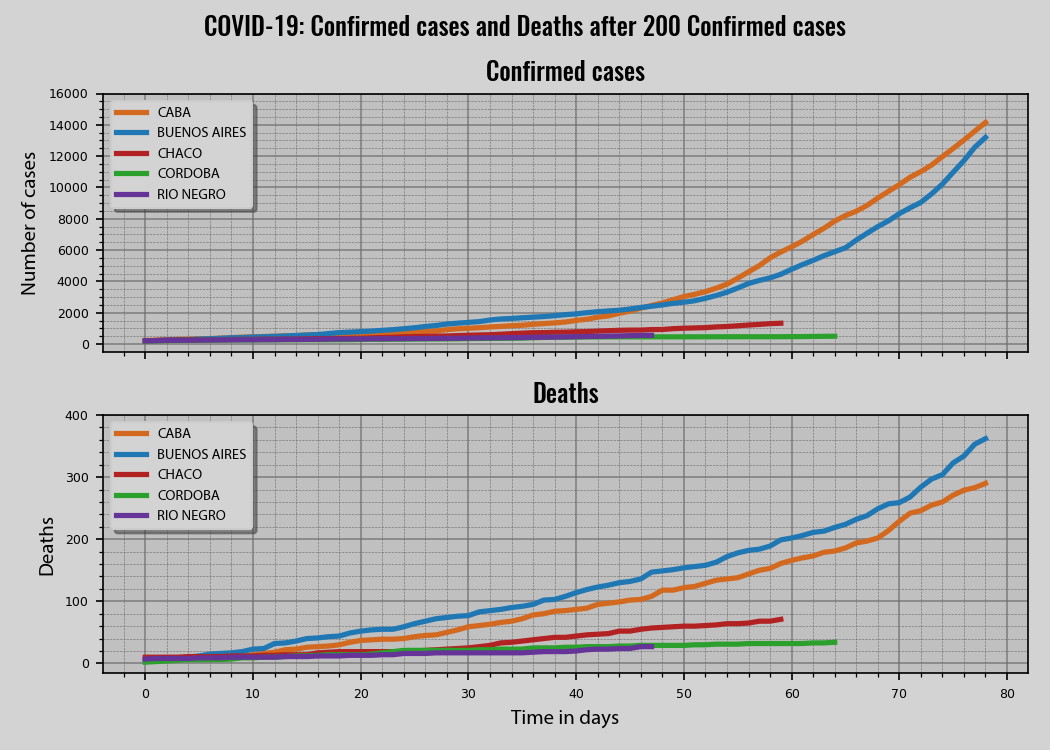 COVID-19: Confirmed cases and Deaths after 200 Confirmed cases
Confirmed cases
16000
14000
12000
10000
8000
6000
4000
2000
0
Number of cases
CABA
BUENOS AIRES
CHACO
CORDOBA
RIO NEGRO
Deaths
400
300
200
100
0
Deaths
CABA
BUENOS AIRES
CHACO
CORDOBA
RIO NEGRO
0 10 20 30 40 50 60 70 80
Time in days